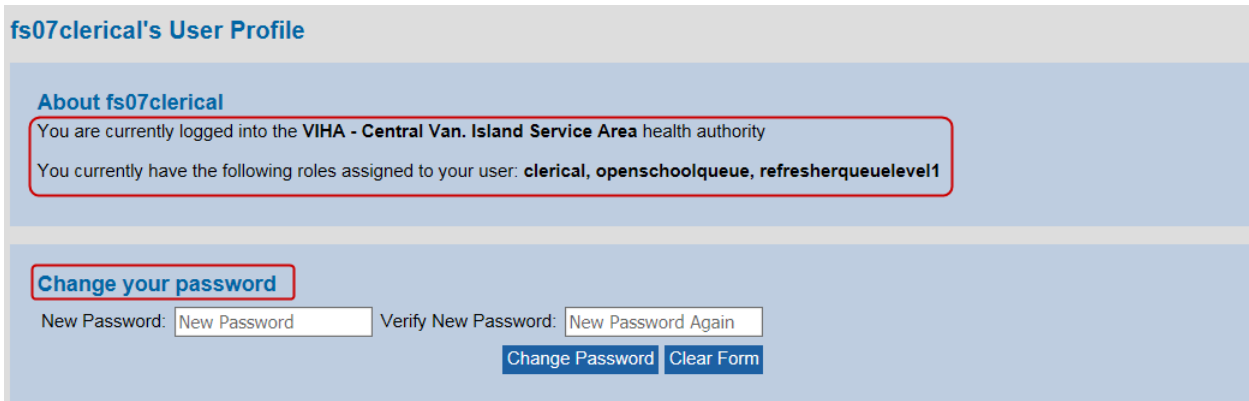 fs07clerical's User Profile
About fs07clerical
You are currently logged into the VIHA - Central Van. Island Service Area health authority
You currently have the following roles assigned to your user: clerical, openschoolqueue, refresherqueuelevel1
Change your password
New Password: New Password Verify New Password: New Password Again
Change Password Clear Form